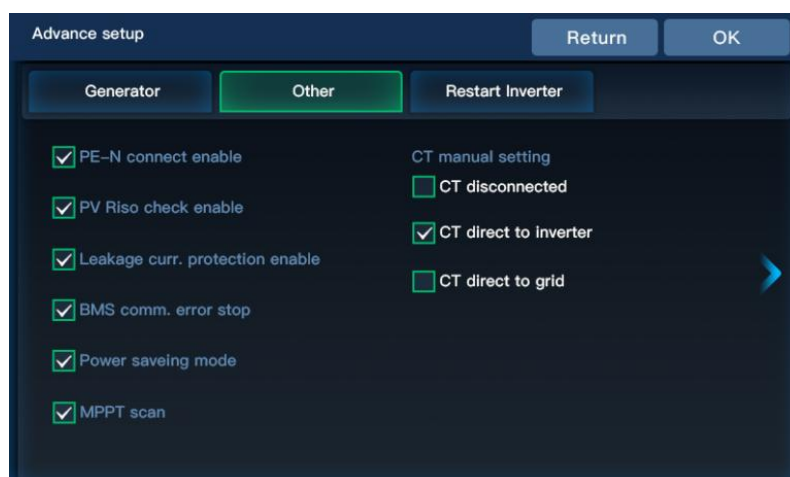 Advance setup
Return
OK
Generator
Other
Restart Inverter
PE-N connect enable
PV Riso check enable
Leakage curr. protection enable
BMS comm. error stop
Power saveing mode
MPPT scan
CT manual setting
CT disconnected
CT direct to inverter
CT direct to grid